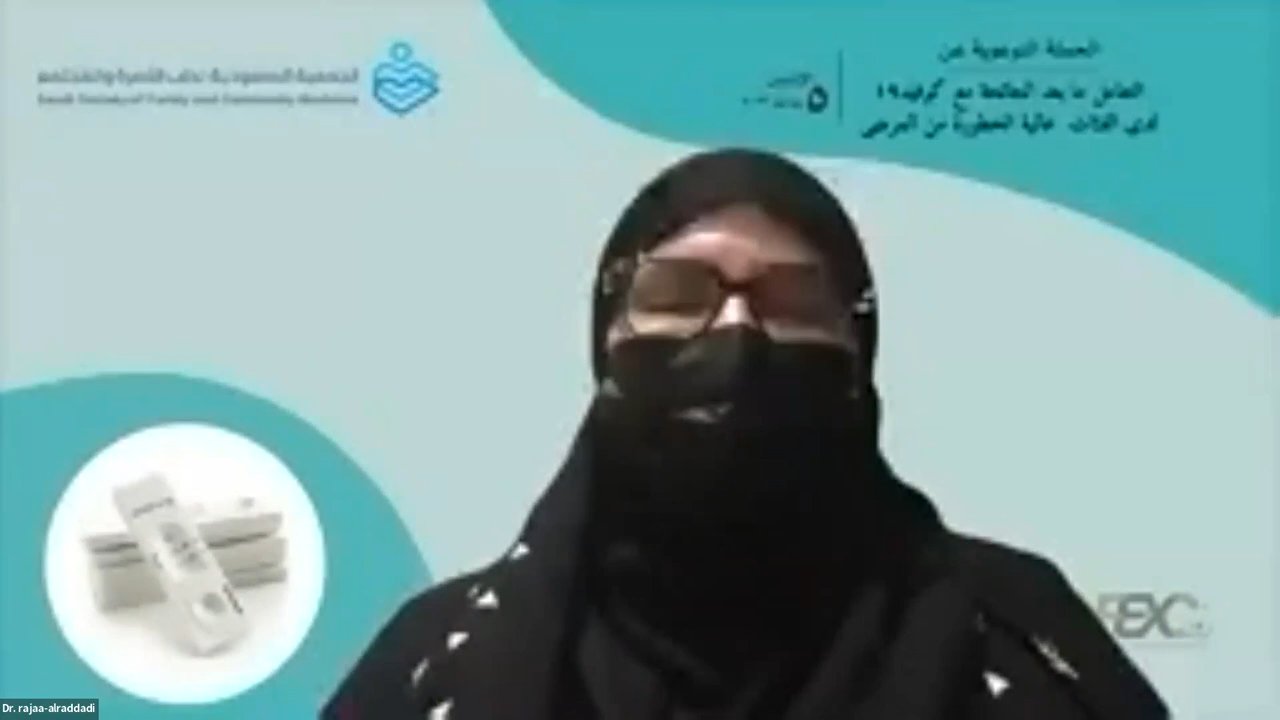 الجمعية السعودية لطب الأسرة والمجتمع
Saudi Society of Family and Community Medicine
الحملة التوعوية عن
التعامل ما بعد الجائحة مع كوفيد١٩
لدى الفئات عالية الخطورة من المرضى
الإثنين
٥
Dr. rajaa-alraddadi